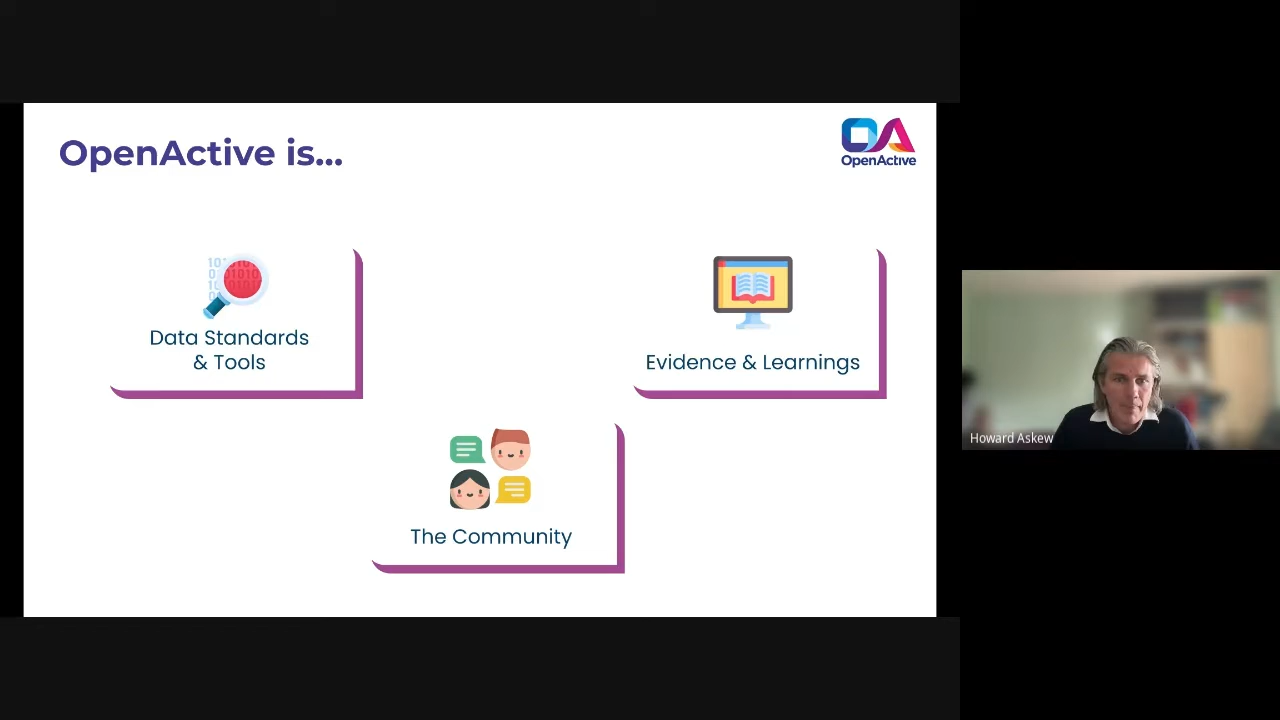 OpenActive is...
OpenActive
Data Standards
& Tools
Evidence & Learnings
The Community
Howard Askew